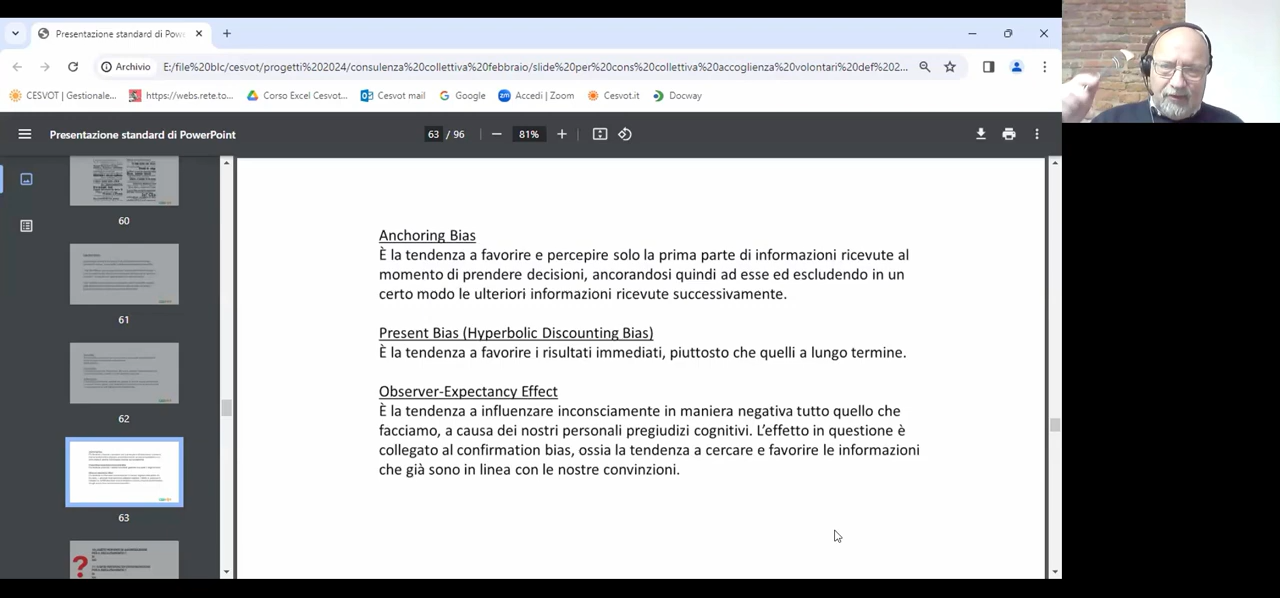 Presentazione standard di Pow
Archivio
E:/file%20blc/cesvot/progetti%202024/consulenza%20collettiva%20febbraio/slide%20per%20cons%20collettiva%20accoglienza%20volontari%20def%202...
CESVOT | Gestionale...
https://webs.rete.to...
Corso Excel Cesvot...
Cesvot mail
Google
Accedi | Zoom
Cesvot.it
Docway
Presentazione standard di PowerPoint
63 / 96
81%
60
61
62
63
Anchoring Bias
È la tendenza a favorire e percepire solo la prima parte di informazioni ricevute al
momento di prendere decisioni, ancorandosi quindi ad esse ed escludendo in un
certo modo le ulteriori informazioni ricevute successivamente.
Present Bias (Hyperbolic Discounting Bias)
È la tendenza a favorire i risultati immediati, piuttosto che quelli a lungo termine.
Observer-Expectancy Effect
È la tendenza a influenzare inconsciamente in maniera negativa tutto quello che
facciamo, a causa dei nostri personali pregiudizi cognitivi. L’effetto in questione è
collegato al confirmation bias, ossia la tendenza a cercare e favorire le informazioni
che già sono in linea con le nostre convinzioni.